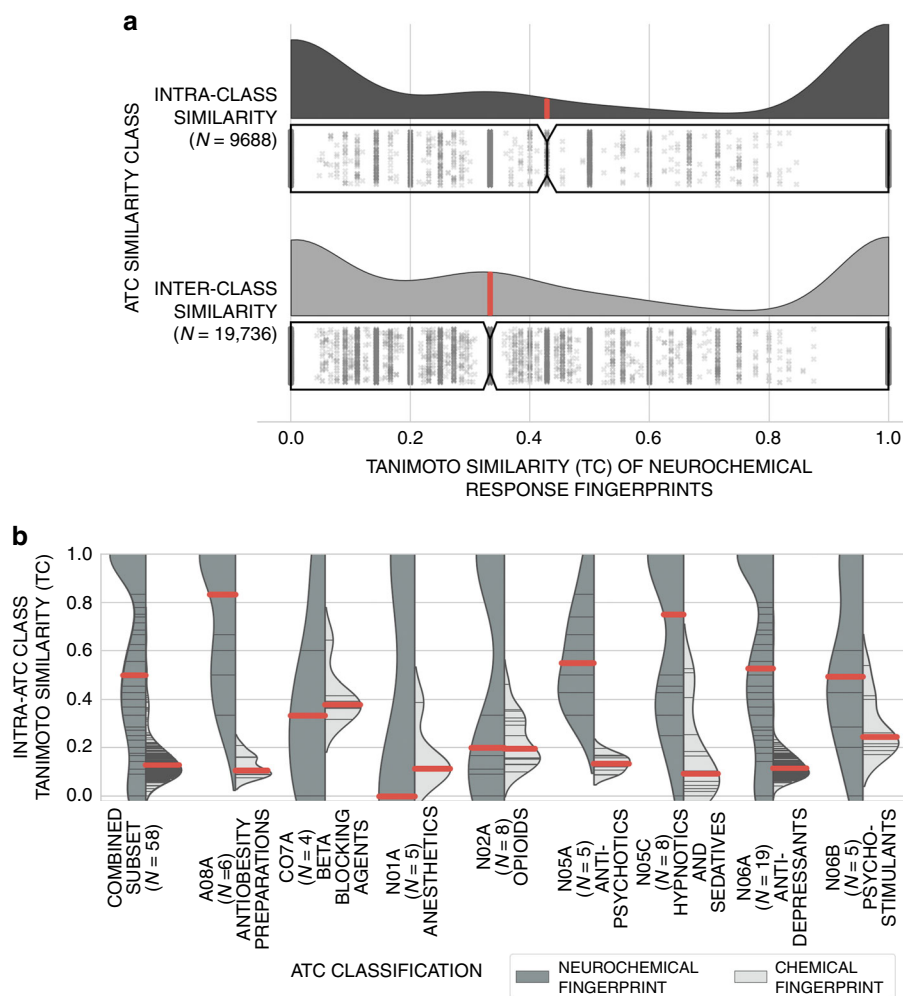 a
INTRA-CLASS
SIMILARITY
(N = 9688)
ATC SIMILARITY CLASS
INTER-CLASS
SIMILARITY
(N = 19,736)
0.0 0.2 0.4 0.6 0.8 1.0
TANIMOTO SIMILARITY (TC) OF NEUROCHEMICAL
RESPONSE FINGERPRINTS
b
INTRA-ATC CLASS
TANIMOTO SIMILARITY (TC)
1.0
0.8
0.6
0.4
0.2
0.0
COMBINED
SUBSET
(N = 58)
A08A
(N =6)
ANTIOBESITY
PREPARATIONS
CO7A
(N = 4)
BETA
BLOCKING
AGENTS
N01A
(N = 5)
ANESTHETICS
N02A
(N = 8)
OPIOIDS
N05A
(N = 5)
ANTI-
PSYCHOTICS
N05C
(N = 8)
HYPNOTICS
AND
SEDATIVES
N06A
(N = 19)
ANTI-
DEPRESSANTS
N06B
(N = 5)
PSYCHO-
STIMULANTS
ATC CLASSIFICATION
NEUROCHEMICAL
FINGERPRINT
CHEMICAL
FINGERPRINT